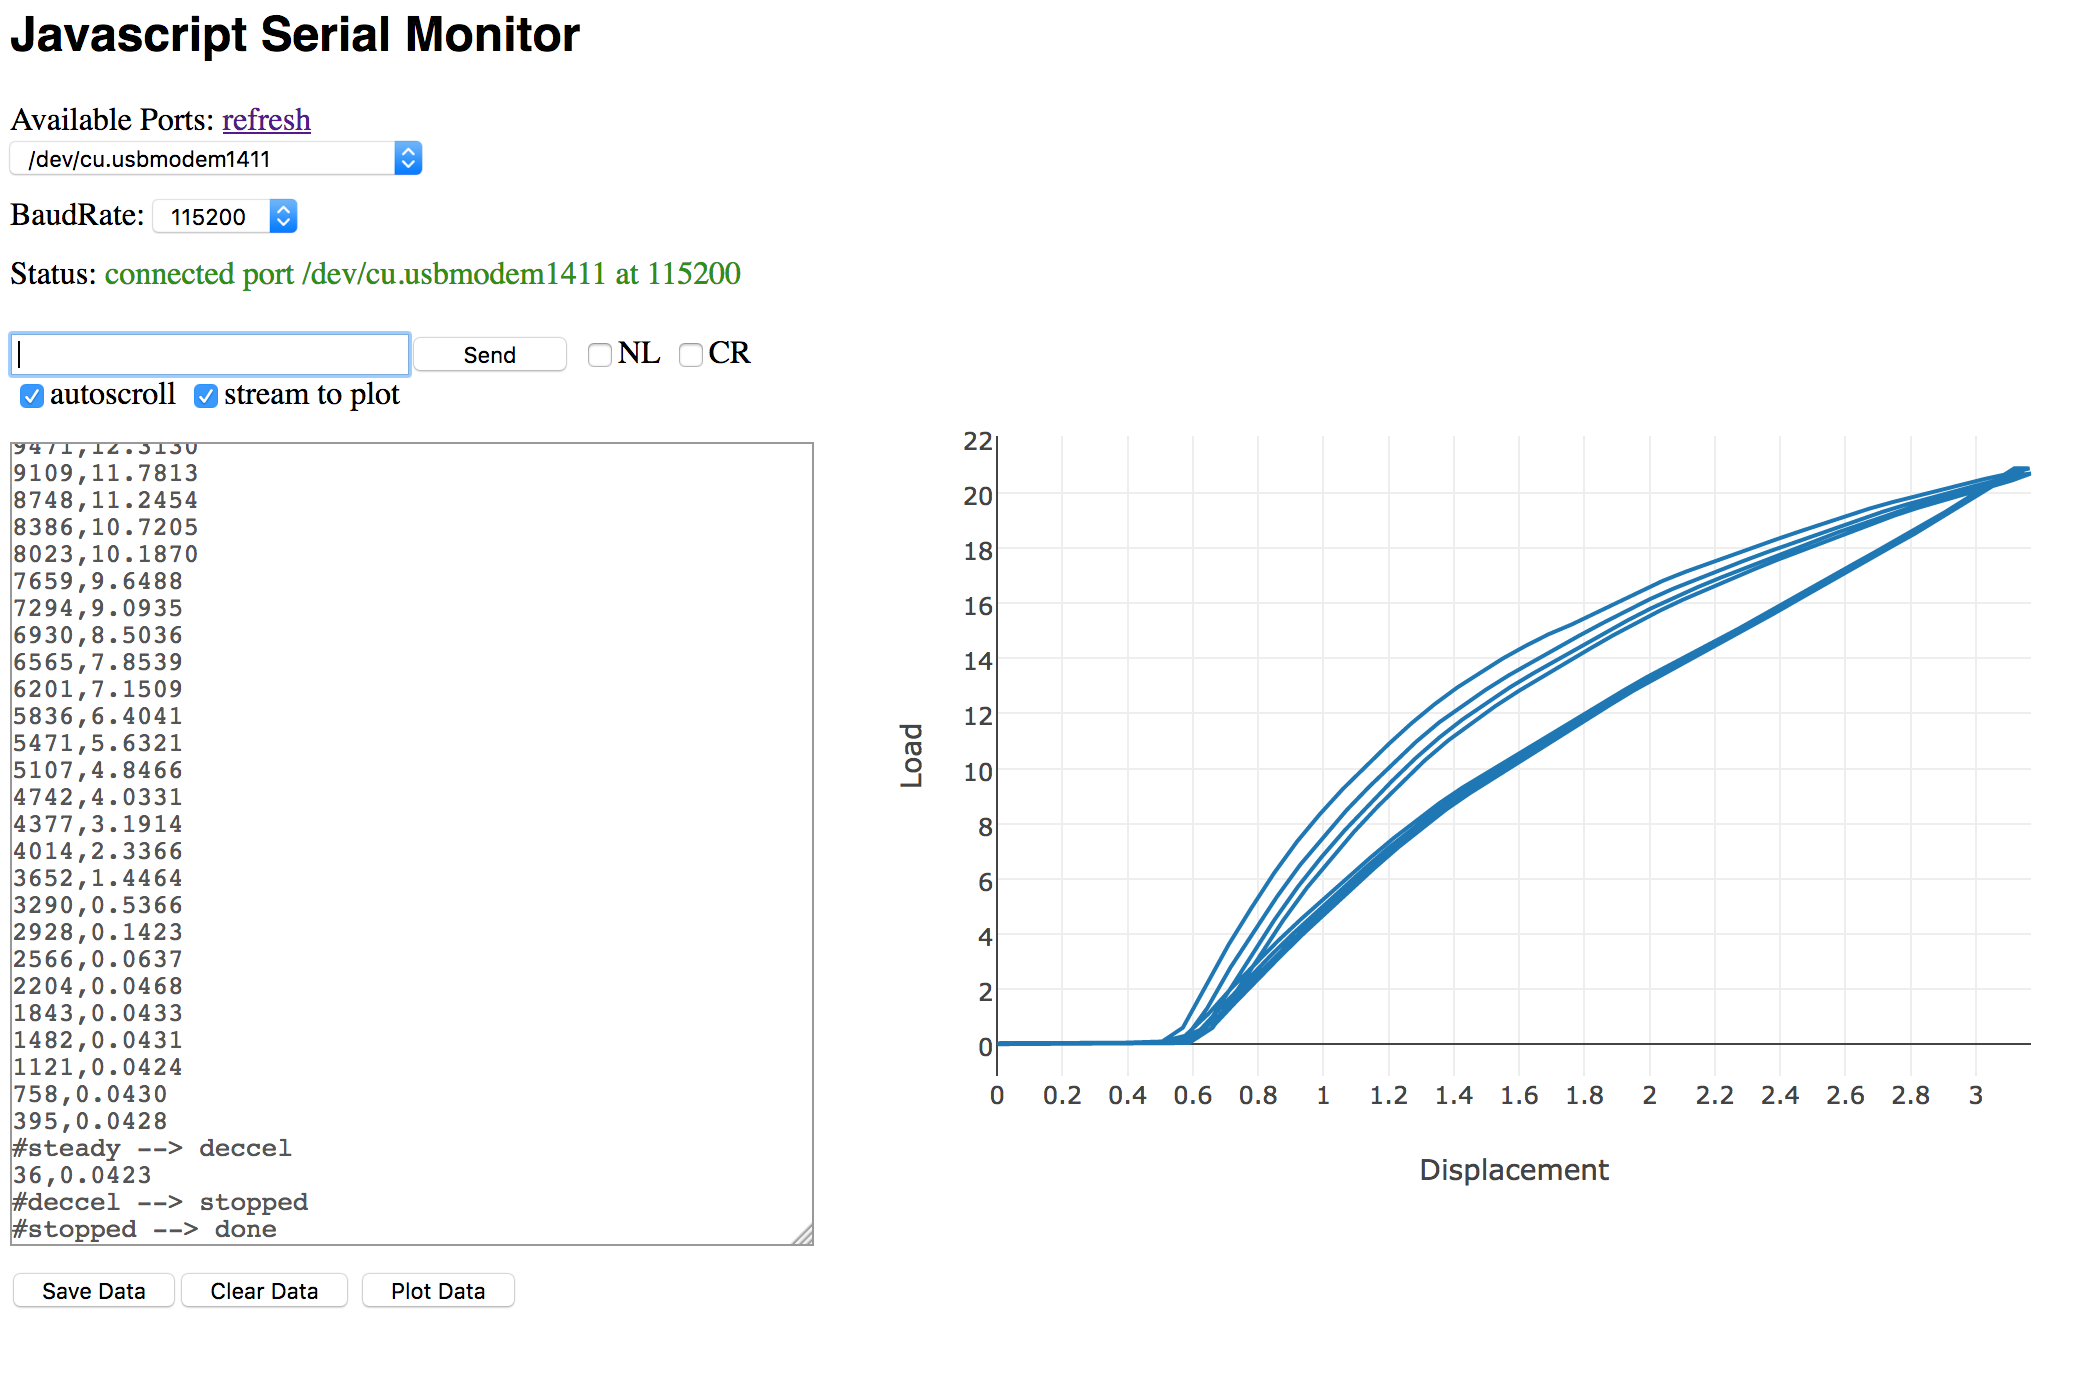 Javascript Serial Monitor
Available Ports: refresh
/dev/cu.usbmodem1411
BaudRate: 115200
Status: connected port /dev/cu.usbmodem1411 at 115200
Send NL CR
autoscroll stream to plot
9471,12.3130
9109,11.7813
8748,11.2454
8386,10.7205
8023,10.1870
7659,9.6488
7294,9.0935
6930,8.5036
6565,7.8539
6201,7.1509
5836,6.4041
5471,5.6321
5107,4.8466
4742,4.0331
4377,3.1914
4014,2.3366
3652,1.4464
3290,0.5366
2928,0.1423
2566,0.0637
2204,0.0468
1843,0.0433
1482,0.0431
1121,0.0424
758,0.0430
395,0.0428
#steady --> deccel
36,0.0423
#deccel --> stopped
#stopped --> done
Save Data Clear Data Plot Data
22
20
18
16
14
12
10
8
6
4
2
0
Load
0 0.2 0.4 0.6 0.8 1 1.2 1.4 1.6 1.8 2 2.2 2.4 2.6 2.8 3
Displacement